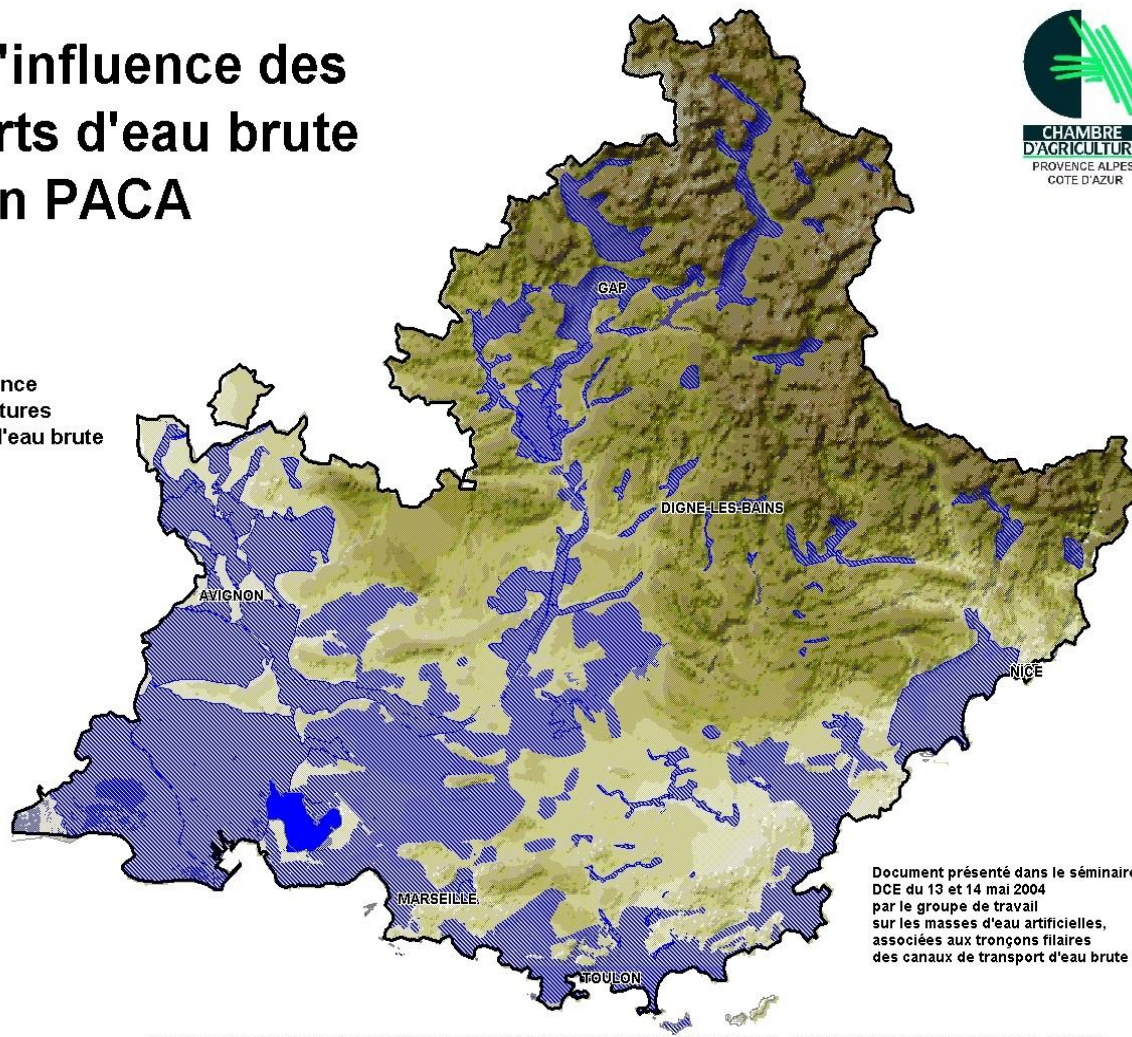 'influence des
rts d'eau brute
n PACA
CHAMBRE
D'AGRICULTUR
PROVENCE ALPES
COTE D'AZUR
GAP
nce
tures
l'eau brute
DIGNE-LES-BAINS
AVIGNON
NICE
MARSEILLE
TOULON
Document présenté dans le séminaire
DCE du 13 et 14 mai 2004
par le groupe de travail
sur les masses d'eau artificielles,
associées aux tronçons filaires
des canaux de transport d'eau brute